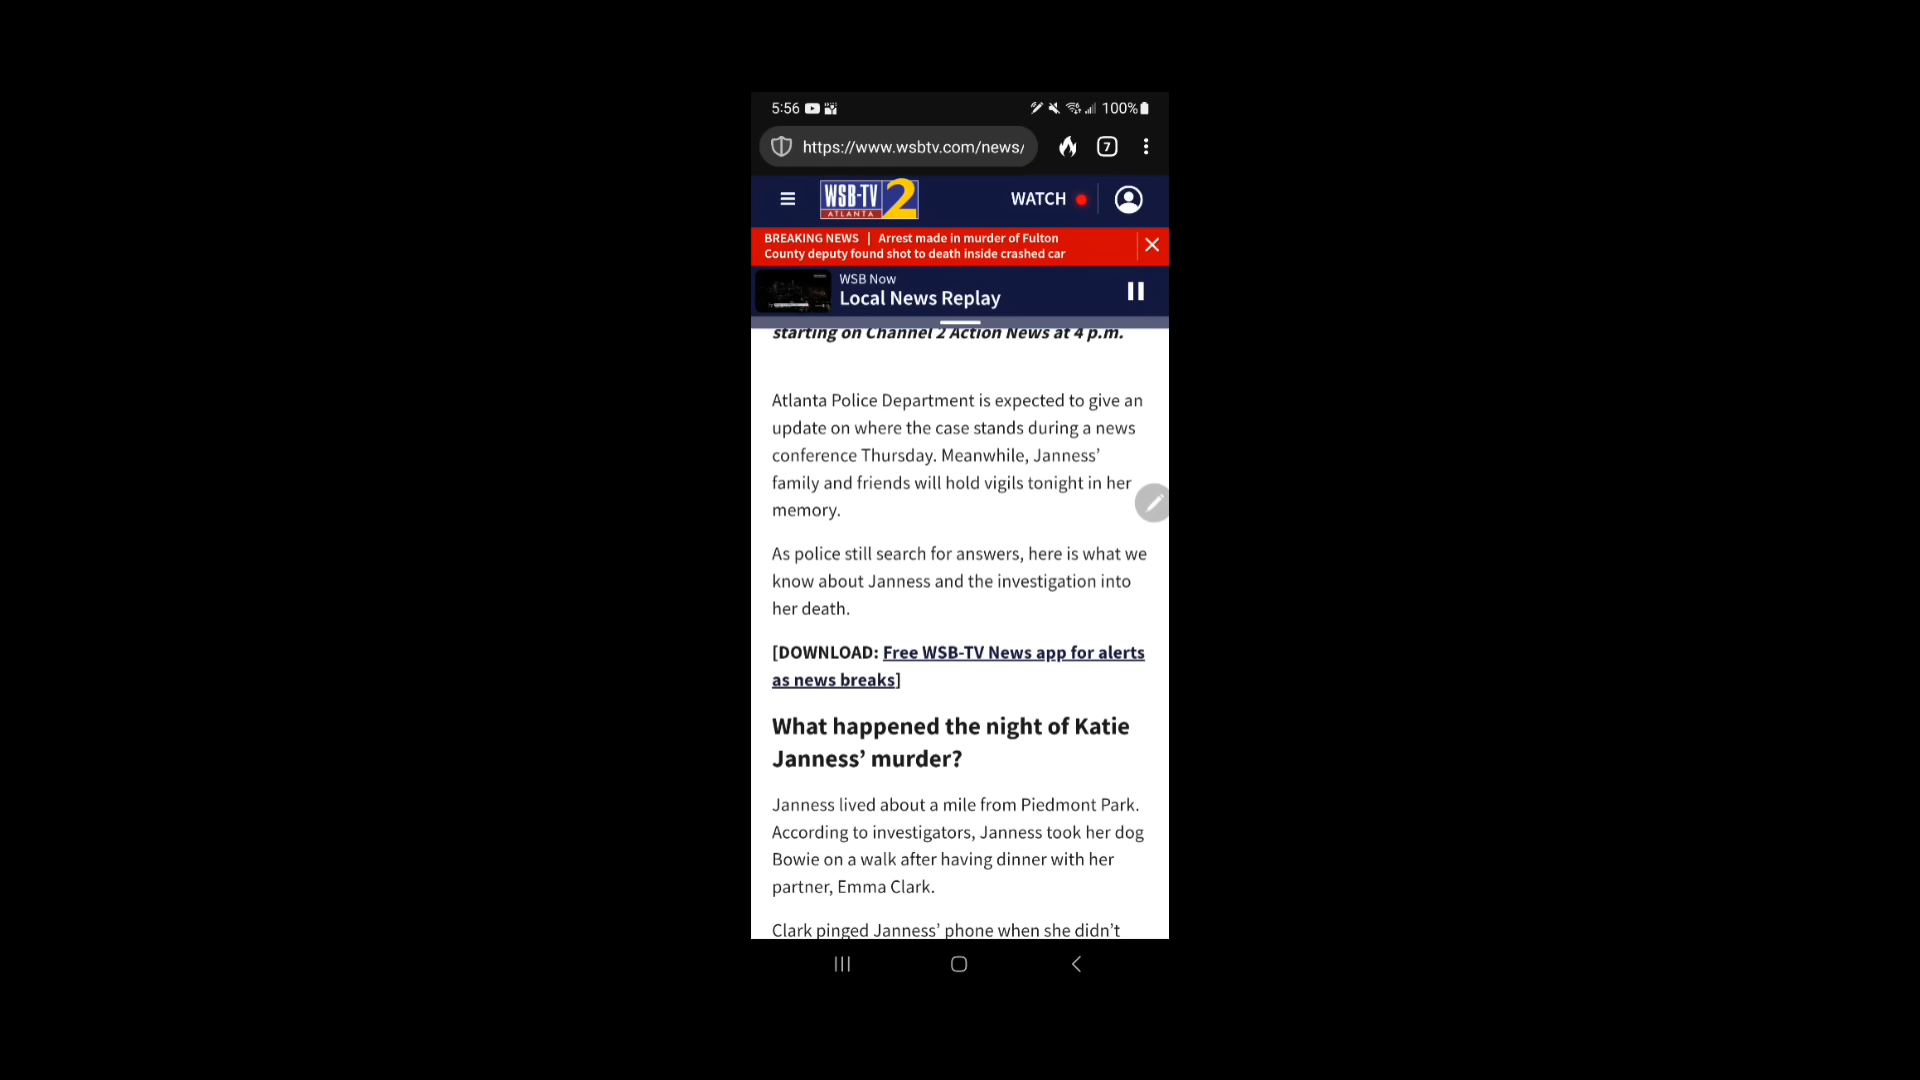 5:56
100%
https://www.wsbtv.com/news/
7
WSB-TV 2
ATLANTA
WATCH
BREAKING NEWS | Arrest made in murder of Fulton
County deputy found shot to death inside crashed car
WSB Now
Local News Replay
starting on Channel 2 Action News at 4 p.m.
Atlanta Police Department is expected to give an
update on where the case stands during a news
conference Thursday. Meanwhile, Janness’
family and friends will hold vigils tonight in her
memory.
As police still search for answers, here is what we
know about Janness and the investigation into
her death.
[DOWNLOAD: Free WSB-TV News app for alerts
as news breaks]
What happened the night of Katie
Janness’ murder?
Janness lived about a mile from Piedmont Park.
According to investigators, Janness took her dog
Bowie on a walk after having dinner with her
partner, Emma Clark.
Clark pinged Janness’ phone when she didn’t